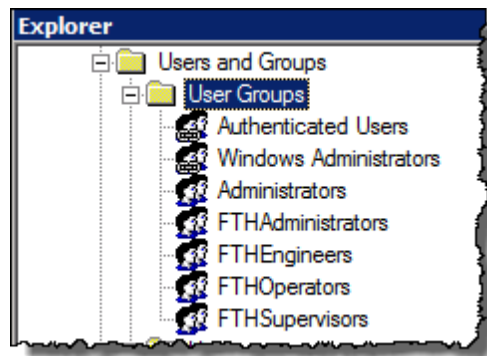 Explorer
Users and Groups
User Groups
Authenticated Users
Windows Administrators
Administrators
FTHAdministrators
FTHEngineers
FTHOperators
FTHSupervisors